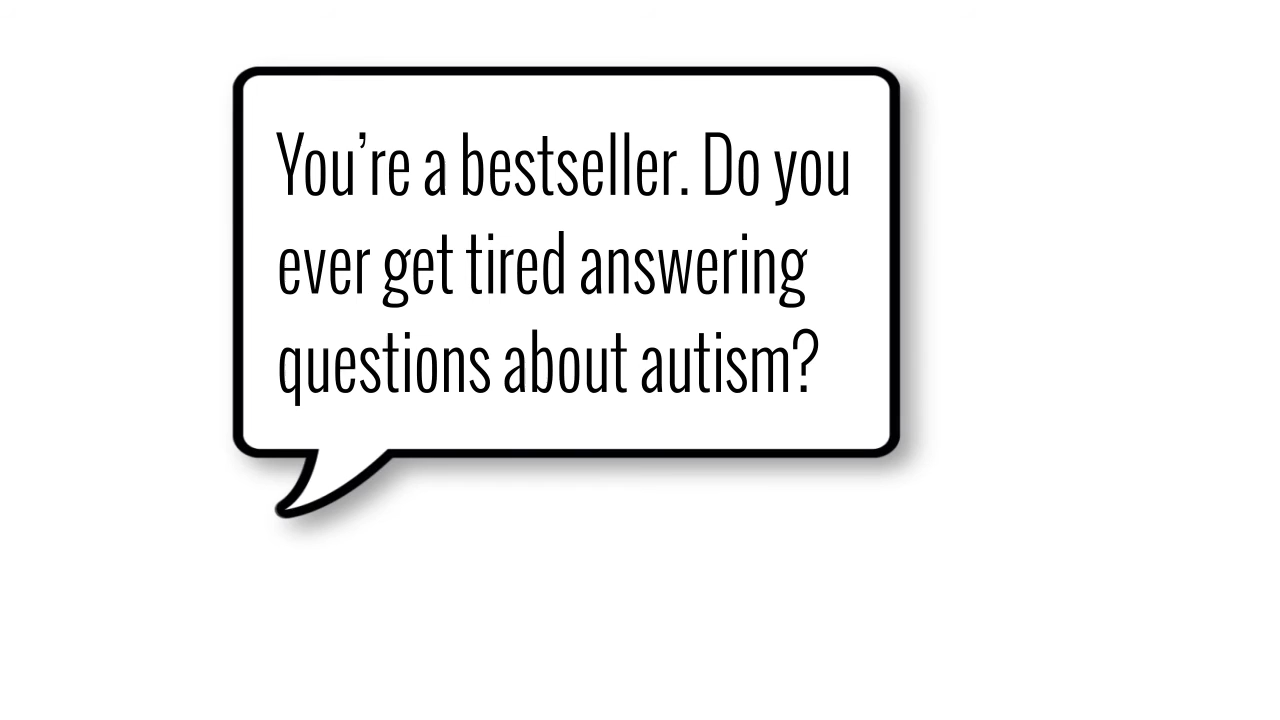 You’re a bestseller. Do you
ever get tired answering
questions about autism?